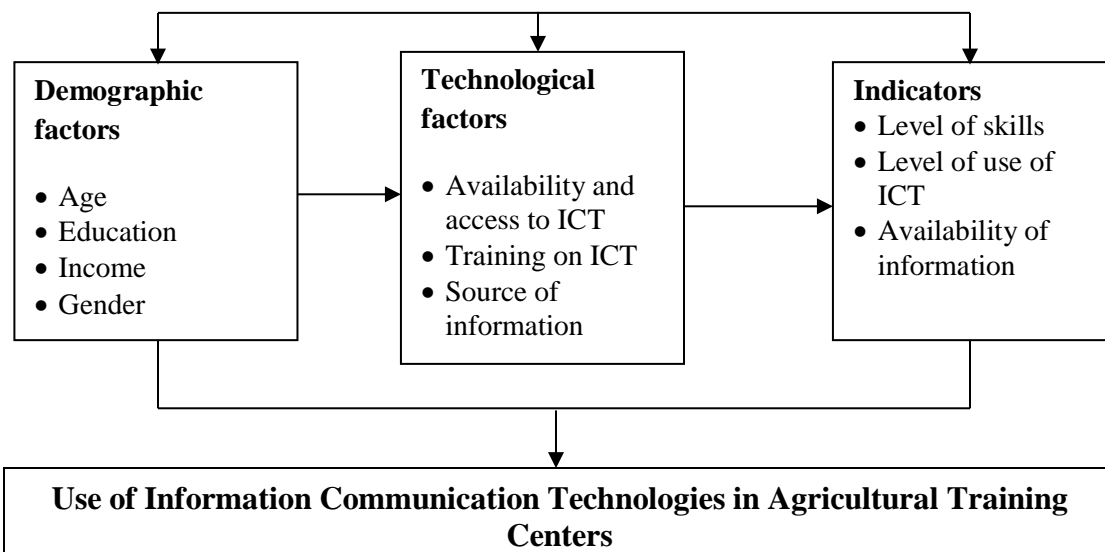 Demographic
factors
• Age
• Education
• Income
• Gender
Technological
factors
• Availability and
access to ICT
• Training on ICT
• Source of
information
Indicators
• Level of skills
• Level of use of
ICT
• Availability of
information
Use of Information Communication Technologies in Agricultural Training
Centers